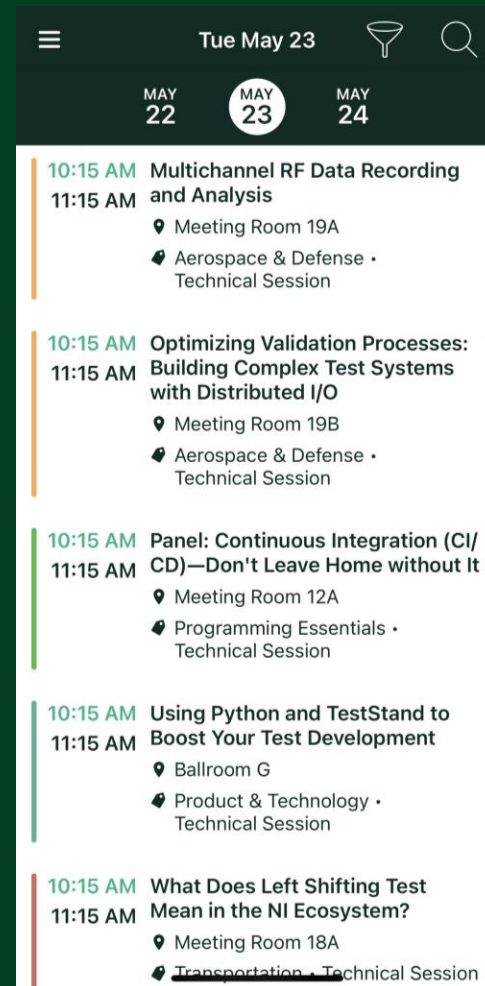 Tue May 23
MAY
22
MAY
23
MAY
24
10:15 AM
11:15 AM
Multichannel RF Data Recording
and Analysis
Meeting Room 19A
Aerospace & Defense •
Technical Session
10:15 AM
11:15 AM
Optimizing Validation Processes:
Building Complex Test Systems
with Distributed I/O
Meeting Room 19B
Aerospace & Defense •
Technical Session
10:15 AM
11:15 AM
Panel: Continuous Integration (CI/
CD)—Don't Leave Home without It
Meeting Room 12A
Programming Essentials •
Technical Session
10:15 AM
11:15 AM
Using Python and TestStand to
Boost Your Test Development
Ballroom G
Product & Technology •
Technical Session
10:15 AM
11:15 AM
What Does Left Shifting Test
Mean in the NI Ecosystem?
Meeting Room 18A
Transportation • Technical Session